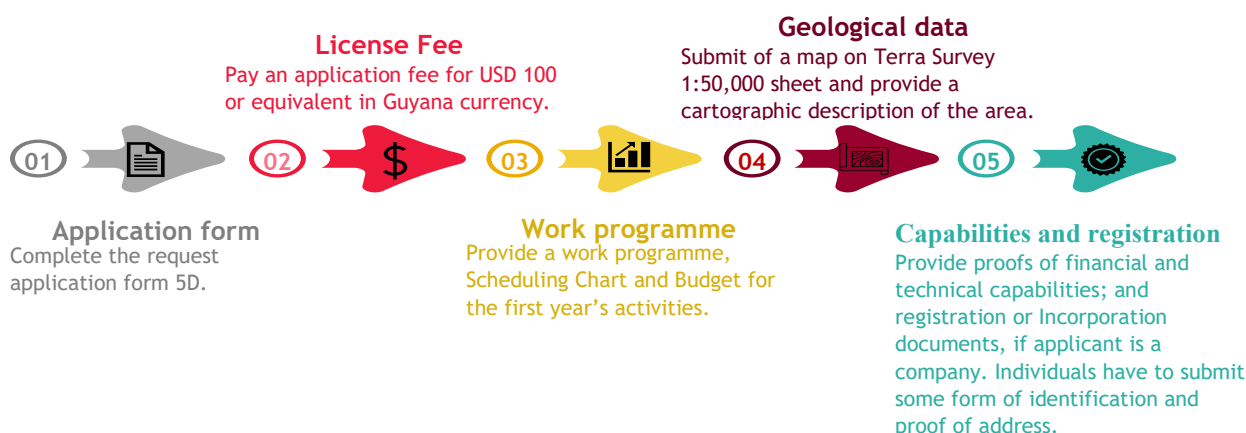 01
Application form
Complete the request
application form 5D.
02
License Fee
Pay an application fee for USD 100
or equivalent in Guyana currency.
$
03
Work programme
Provide a work programme,
Scheduling Chart and Budget for
the first year’s activities.
04
Geological data
Submit of a map on Terra Survey
1:50,000 sheet and provide a
cartographic description of the area.
05
Capabilities and registration
Provide proofs of financial and
technical capabilities; and
registration or Incorporation
documents, if applicant is a
company. Individuals have to submit
some form of identification and
proof of address.